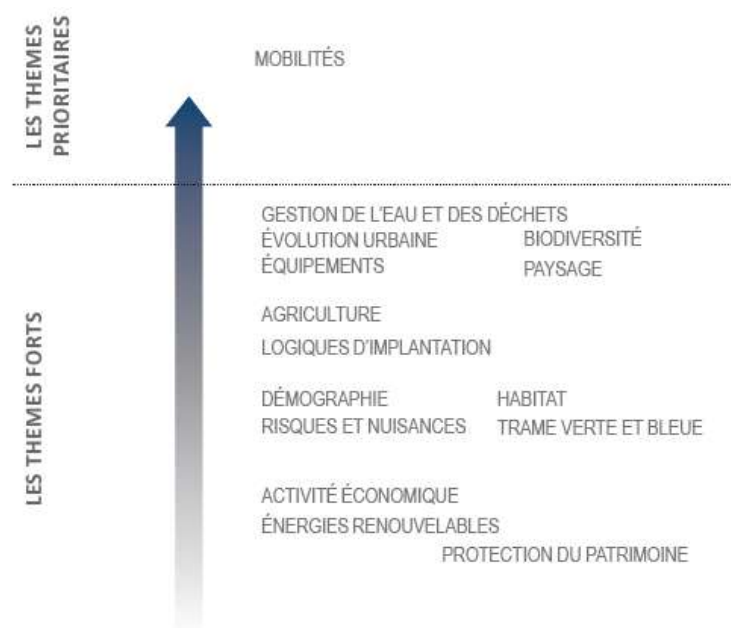 LES THEMES
PRIORITAIRES
MOBILITÉS
LES THEMES FORTS
GESTION DE L'EAU ET DES DÉCHETS
ÉVOLUTION URBAINE
BIODIVERSITÉ
ÉQUIPEMENTS
PAYSAGE
AGRICULTURE
LOGIQUES D'IMPLANTATION
DÉMOGRAPHIE
HABITAT
RISQUES ET NUISANCES
TRAME VERTE ET BLEUE
ACTIVITÉ ÉCONOMIQUE
ÉNERGIES RENOUVELABLES
PROTECTION DU PATRIMOINE